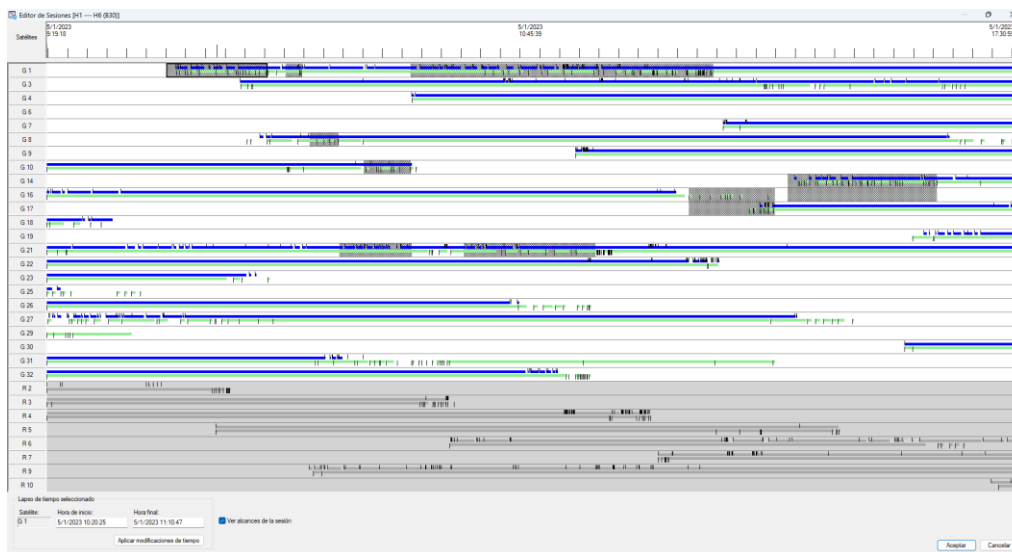 Editor de Sesiones [H1 --- H6 (B30)]
Satélites
5/1/2023
9:19:18
5/1/2023
10:45:39
5/1/202
17:30:55
G 1
G 3
G 4
G 6
G 7
G 8
G 9
G 10
G 14
G 16
G 17
G 18
G 19
G 21
G 22
G 23
G 25
G 26
G 27
G 29
G 30
G 31
G 32
R 2
R 3
R 4
R 5
R 6
R 7
R 9
R 10
Lapso de tiempo seleccionado
Satélite: Hora de inicio: Hora final:
G 1 5/1/2023 10:20:25 5/1/2023 11:10:47
Ver alcances de la sesión
Aplicar modificaciones de tiempo
Aceptar Cancelar